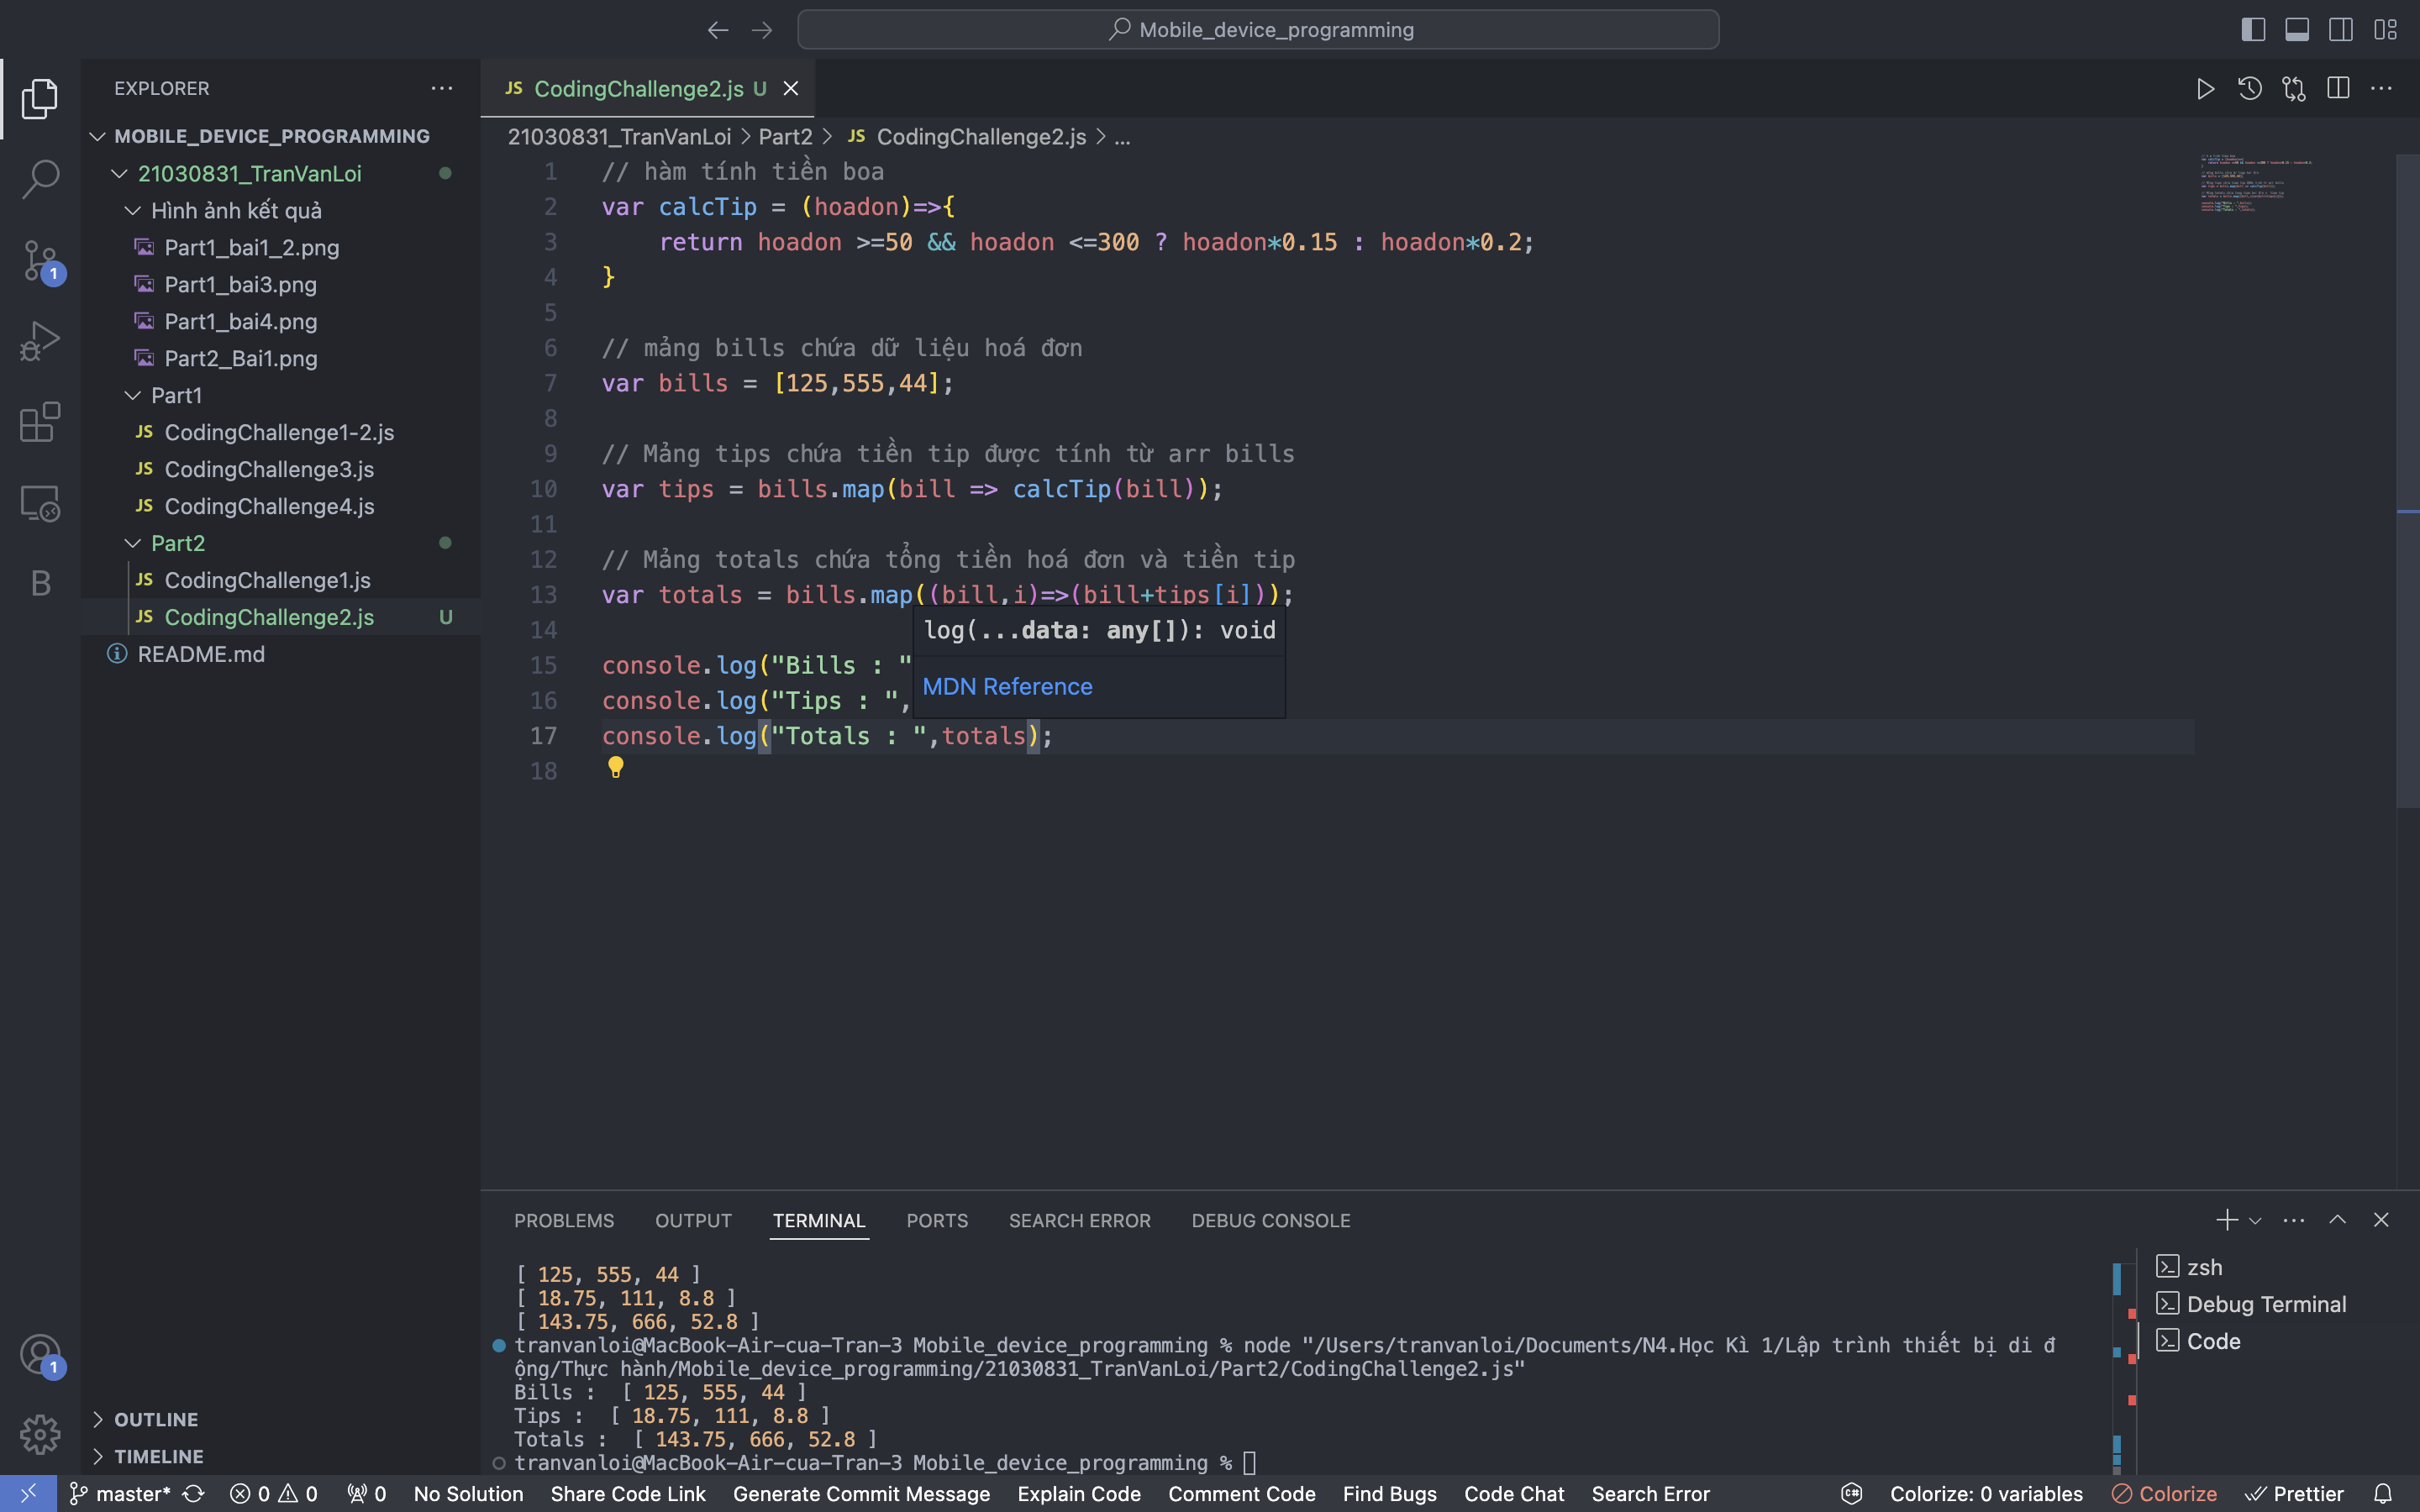 Mobile_device_programming
EXPLORER
MOBILE_DEVICE_PROGRAMMING
21030831_TranVanLoi
Hình ảnh kết quả
Part1_bai1_2.png
Part1_bai3.png
Part1_bai4.png
Part2_Bai1.png
Part1
JS CodingChallenge1-2.js
JS CodingChallenge3.js
JS CodingChallenge4.js
Part2
JS CodingChallenge1.js
JS CodingChallenge2.js U
README.md
OUTLINE
TIMELINE
1
B
1
JS CodingChallenge2.js U
21030831_TranVanLoi > Part2 > JS CodingChallenge2.js > ...
1 // hàm tính tiền boa
2 var calcTip = (hoadon)=>{
3 return hoadon >=50 && hoadon <=300 ? hoadon*0.15 : hoadon*0.2;
4 }
5
6 // mảng bills chứa dữ liệu hoá đơn
7 var bills = [125,555,44];
8
9 // Mảng tips chứa tiền tip được tính từ arr bills
10 var tips = bills.map(bill => calcTip(bill));
11
12 // Mảng totals chứa tổng tiền hoá đơn và tiền tip
13 var totals = bills.map((bill,i)=>(bill+tips[i]));
14
log(...data: any[]): void
MDN Reference
15 console.log("Bills : "
16 console.log("Tips : ",
17 console.log("Totals : ",totals);
18
PROBLEMS OUTPUT TERMINAL PORTS SEARCH ERROR DEBUG CONSOLE
[ 125, 555, 44 ]
[ 18.75, 111, 8.8 ]
[ 143.75, 666, 52.8 ]
tranvanloi@MacBook-Air-cua-Tran-3 Mobile_device_programming % node "/Users/tranvanloi/Documents/N4.Học Kì 1/Lập trình thiết bị di đ
ộng/Thực hành/Mobile_device_programming/21030831_TranVanLoi/Part2/CodingChallenge2.js"
Bills :  [ 125, 555, 44 ]
Tips :  [ 18.75, 111, 8.8 ]
Totals :  [ 143.75, 666, 52.8 ]
tranvanloi@MacBook-Air-cua-Tran-3 Mobile_device_programming %
zsh
Debug Terminal
Code
master* 0 0 0 No Solution Share Code Link Generate Commit Message Explain Code Comment Code Find Bugs Code Chat Search Error Colorize: 0 variables Colorize Prettier